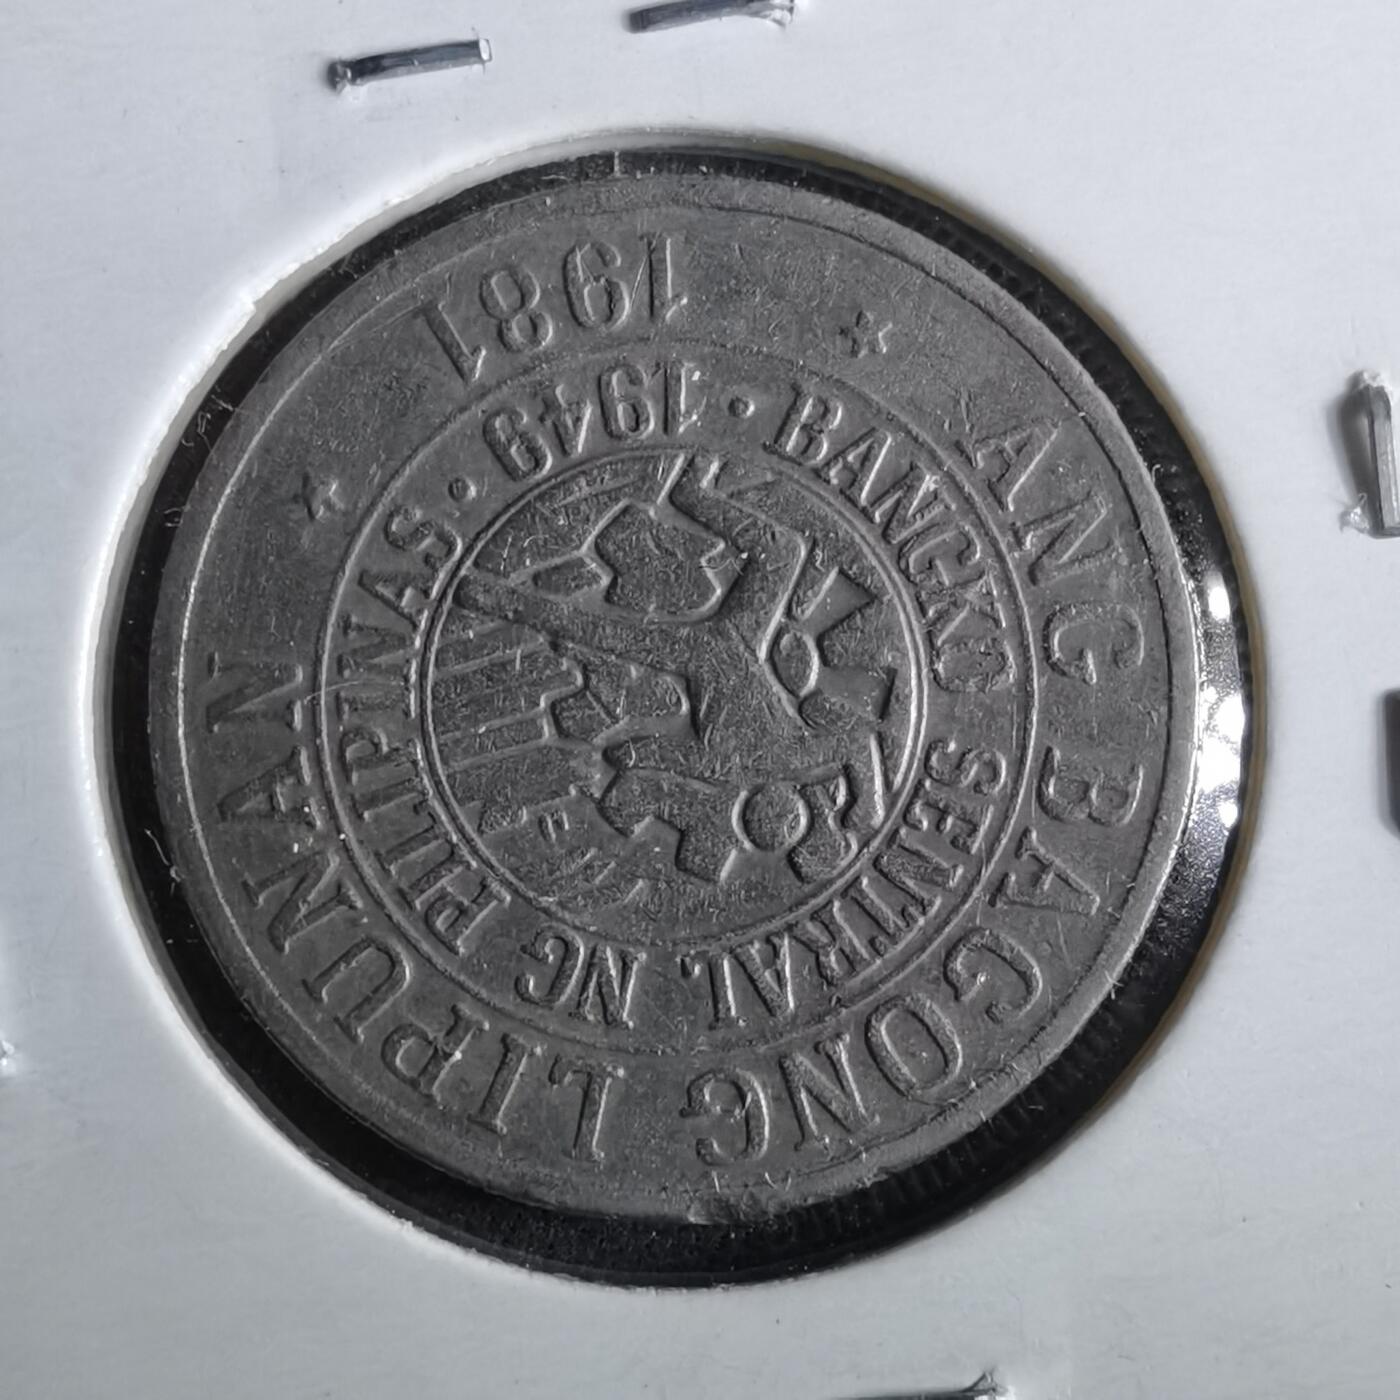 ANG BAGONG LIPUNAN
1981
BANGKO SENTRAL NG PILIPINAS
1949